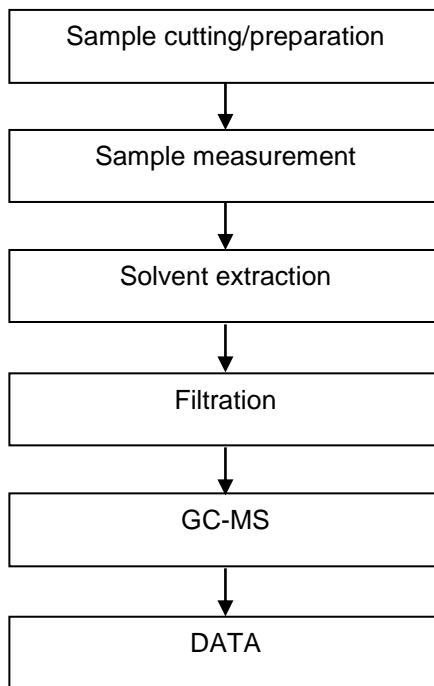 Sample cutting/preparation
Sample measurement
Solvent extraction
Filtration
GC-MS
DATA